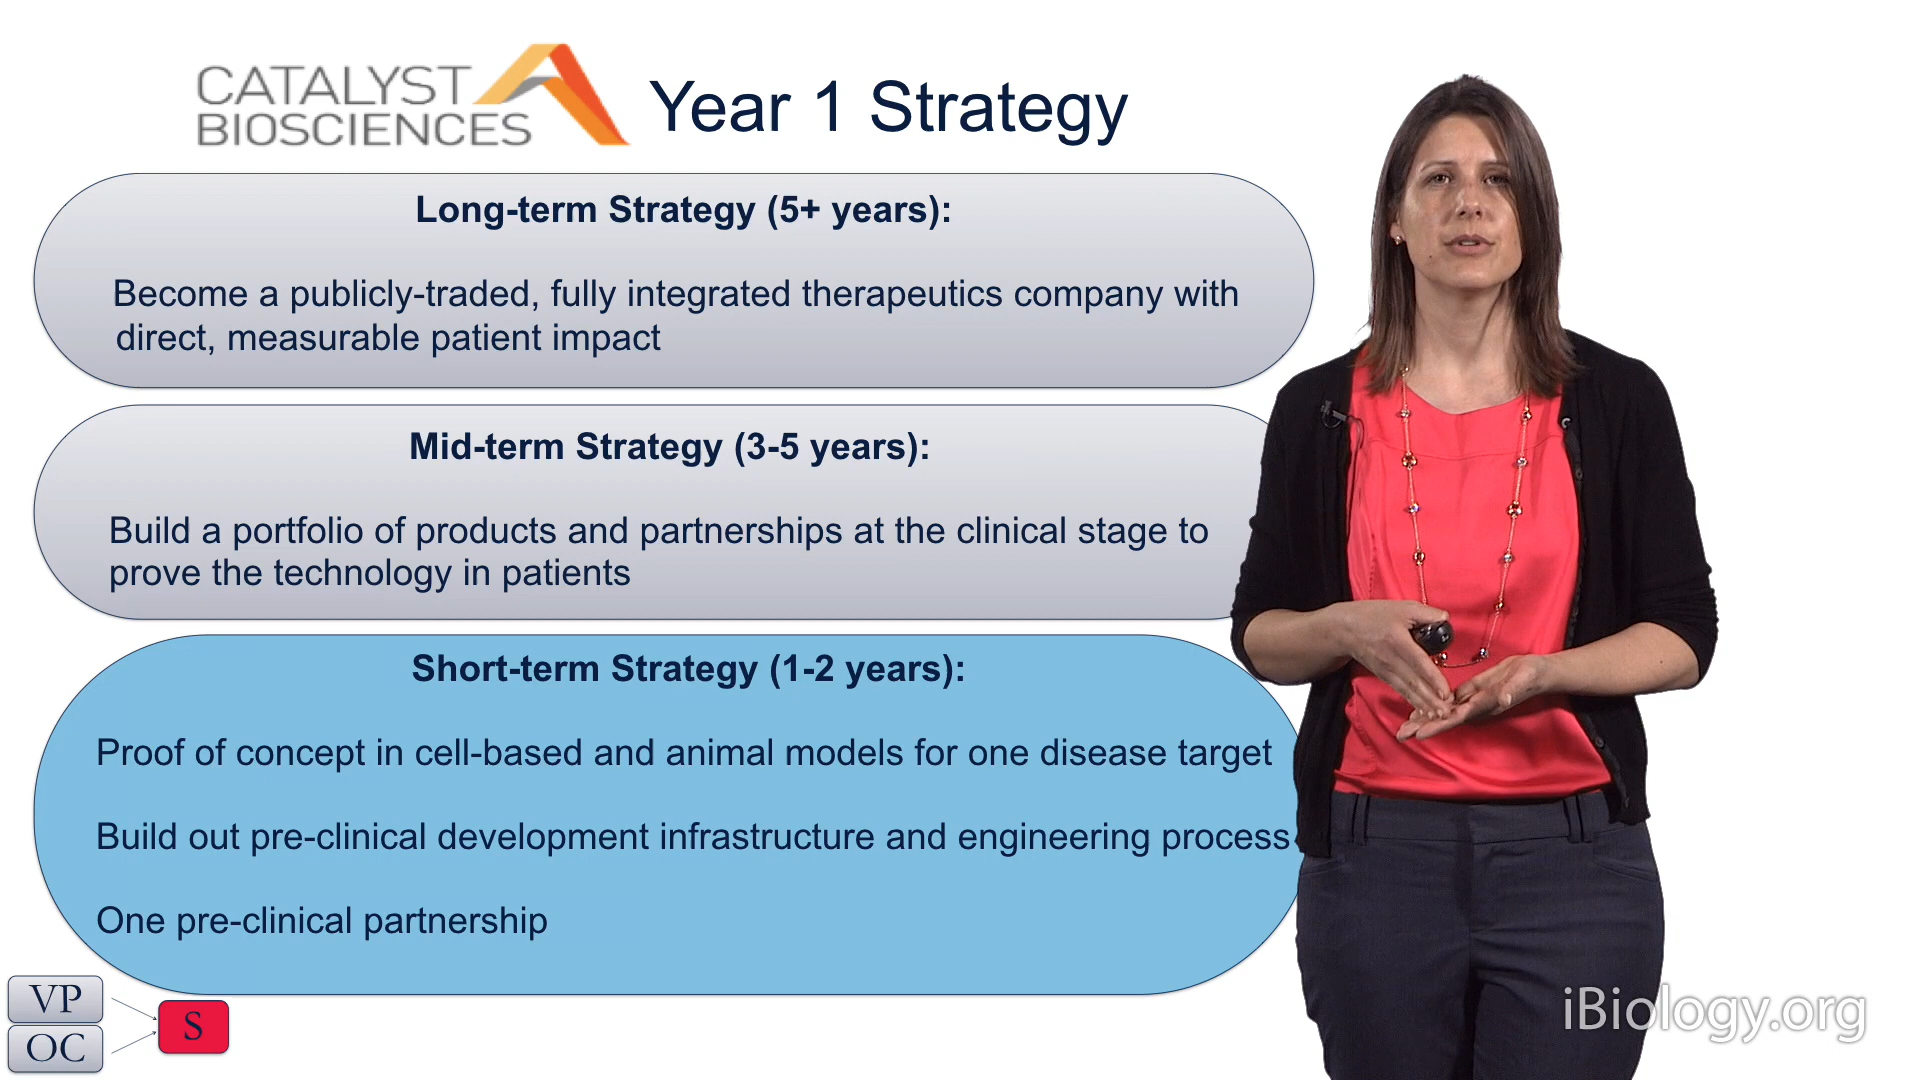 CATALYST
BIOSCIENCES
Year 1 Strategy
Long-term Strategy (5+ years):
Become a publicly-traded, fully integrated therapeutics company with
direct, measurable patient impact
Mid-term Strategy (3-5 years):
Build a portfolio of products and partnerships at the clinical stage to
prove the technology in patients
Short-term Strategy (1-2 years):
Proof of concept in cell-based and animal models for one disease target
Build out pre-clinical development infrastructure and engineering process
One pre-clinical partnership
VP
OC
S
iBiology.org